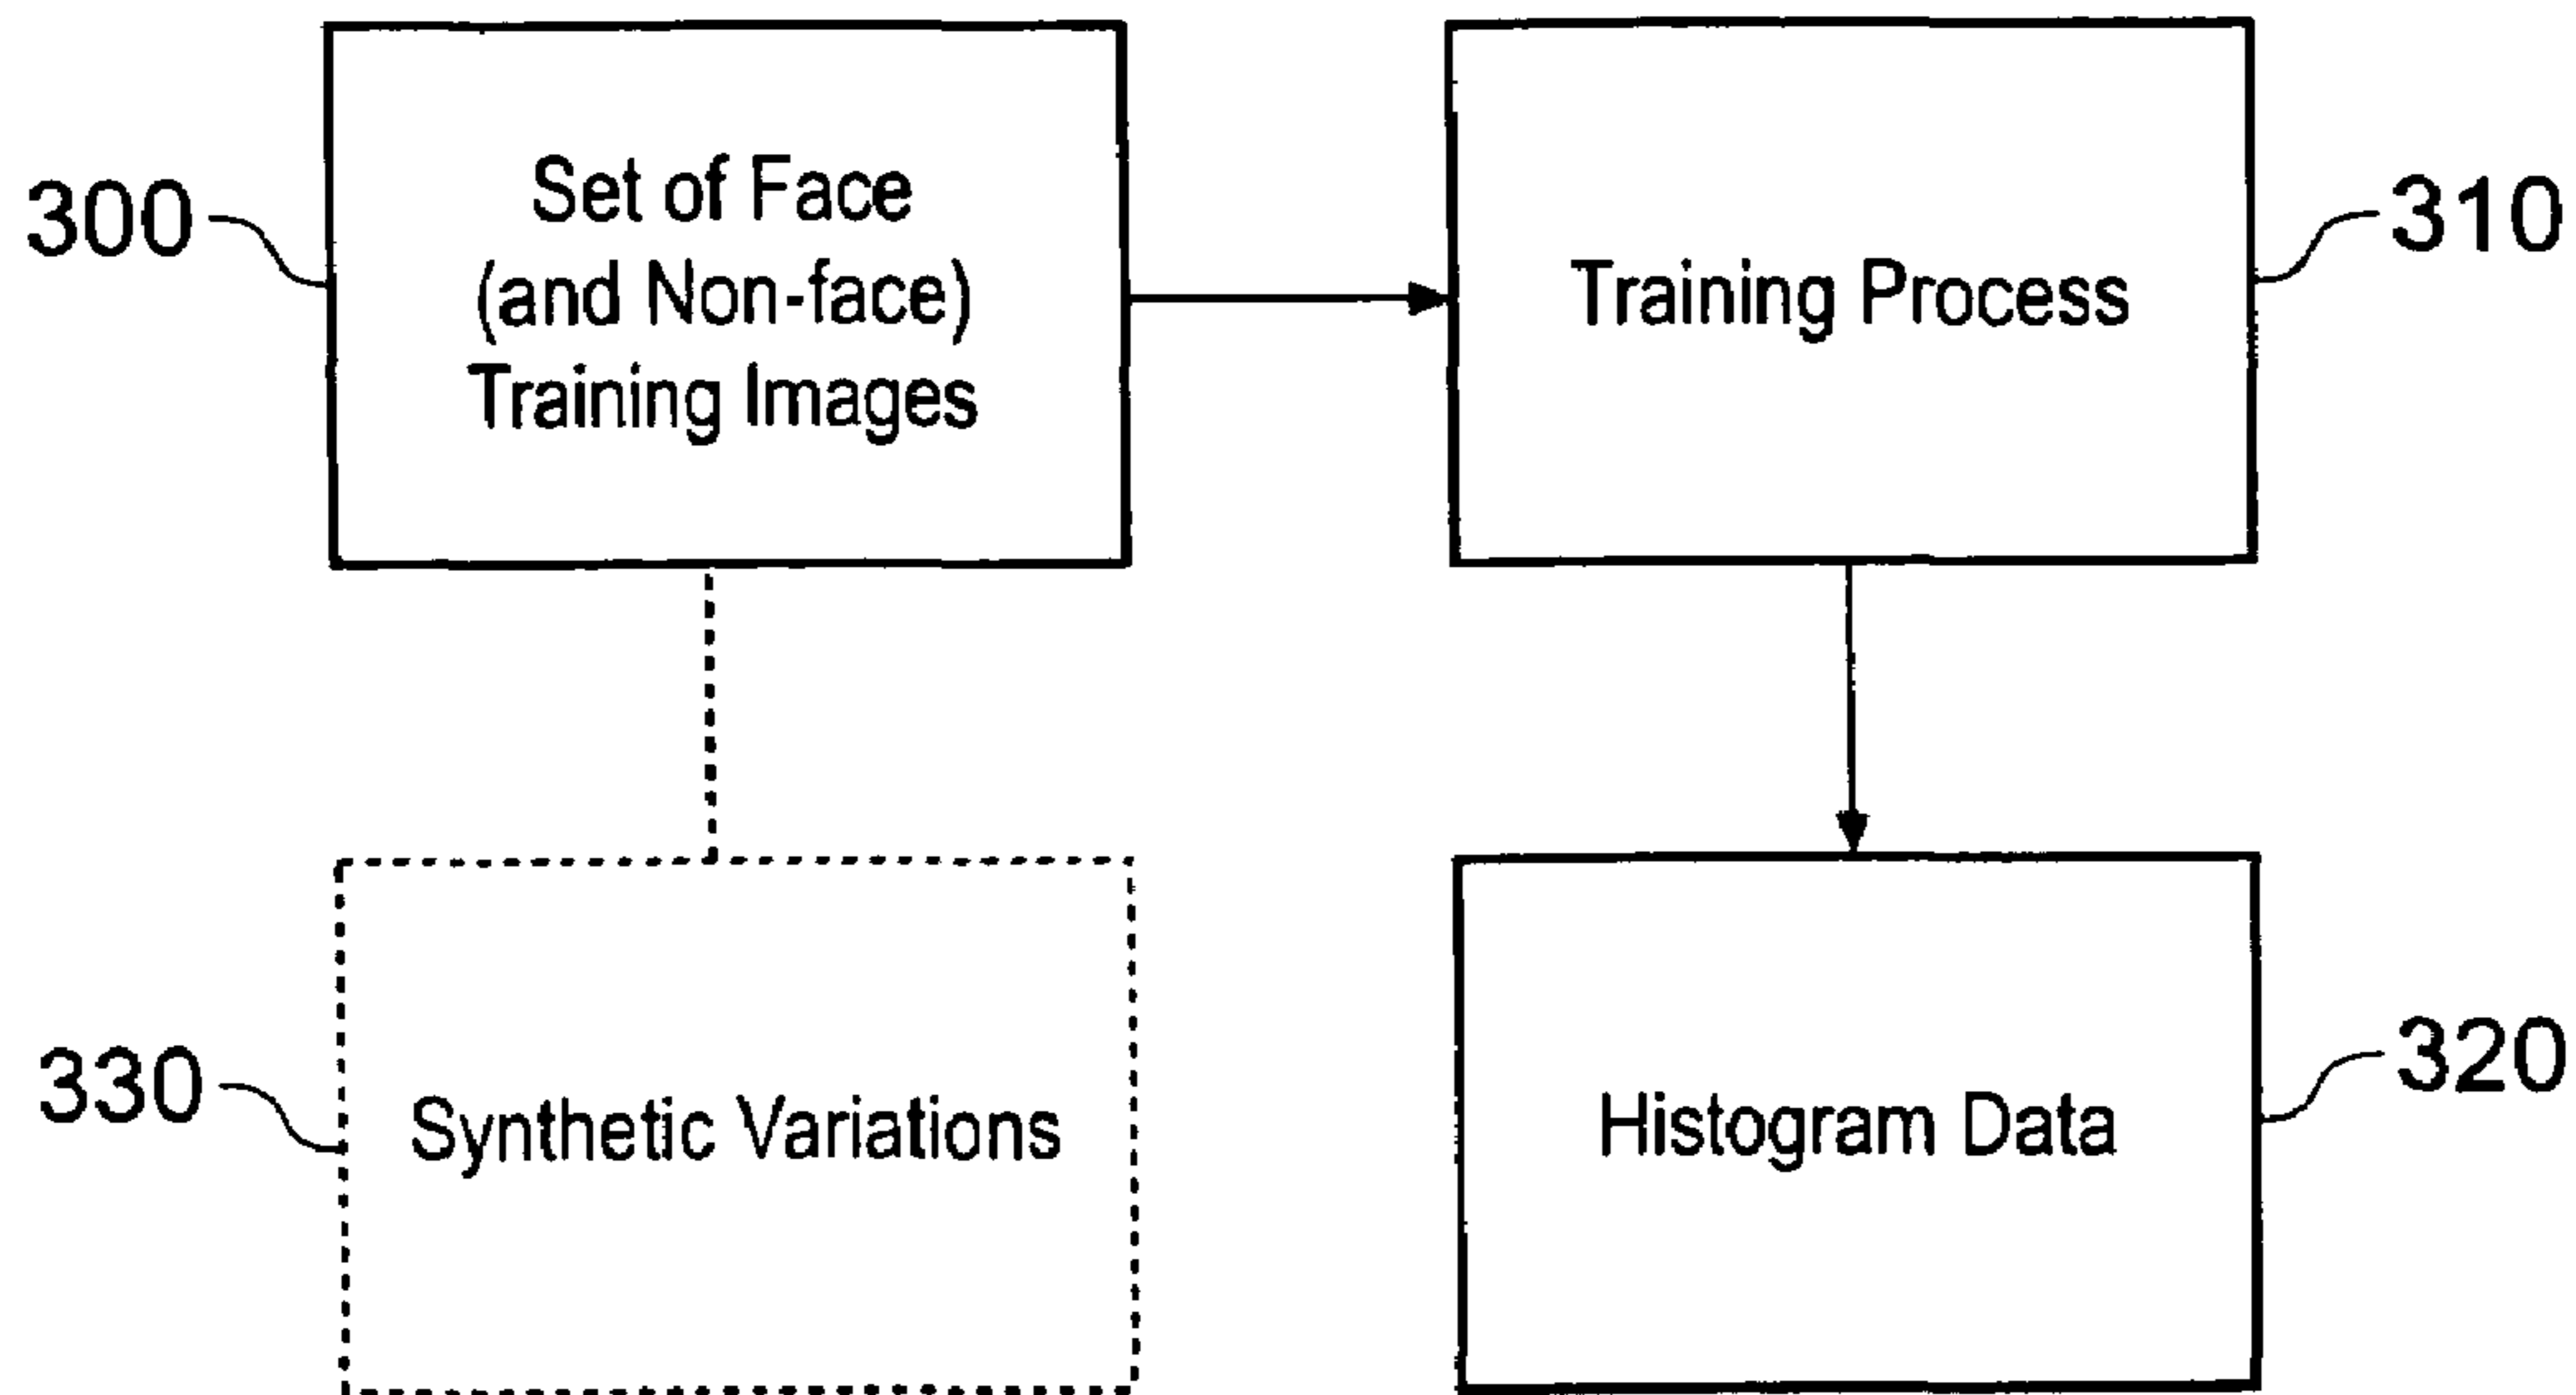 300
Set of Face
(and Non-face)
Training Images
310
Training Process
330
Synthetic Variations
320
Histogram Data